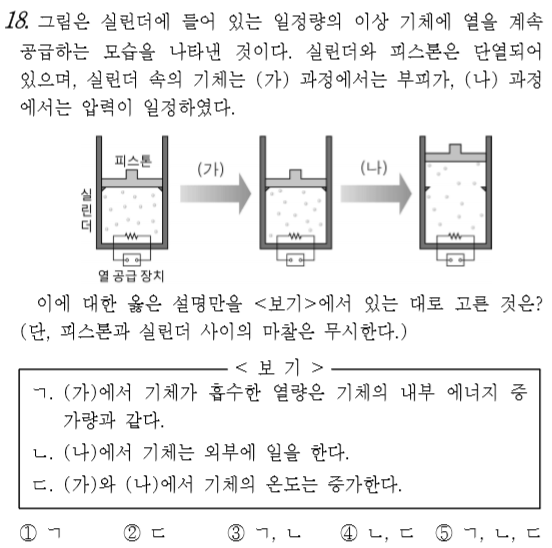 18. 그림은 실린더에 들어 있는 일정량의 이상 기체에 열을 계속
공급하는 모습을 나타낸 것이다. 실린더와 피스톤은 단열되어
있으며, 실린더 속의 기체는 (가) 과정에서는 부피가, (나) 과정
에서는 압력이 일정하였다.
피스톤
(가)
(나)
실린더
열 공급 장치
이에 대한 옳은 설명만을 <보기>에서 있는 대로 고른 것은?
(단, 피스톤과 실린더 사이의 마찰은 무시한다.)
< 보 기 >
ㄱ. (가)에서 기체가 흡수한 열량은 기체의 내부 에너지 증
가량과 같다.
ㄴ. (나)에서 기체는 외부에 일을 한다.
ㄷ. (가)와 (나)에서 기체의 온도는 증가한다.
① ㄱ ② ㄷ ③ ㄱ, ㄴ ④ ㄴ, ㄷ ⑤ ㄱ, ㄴ, ㄷ